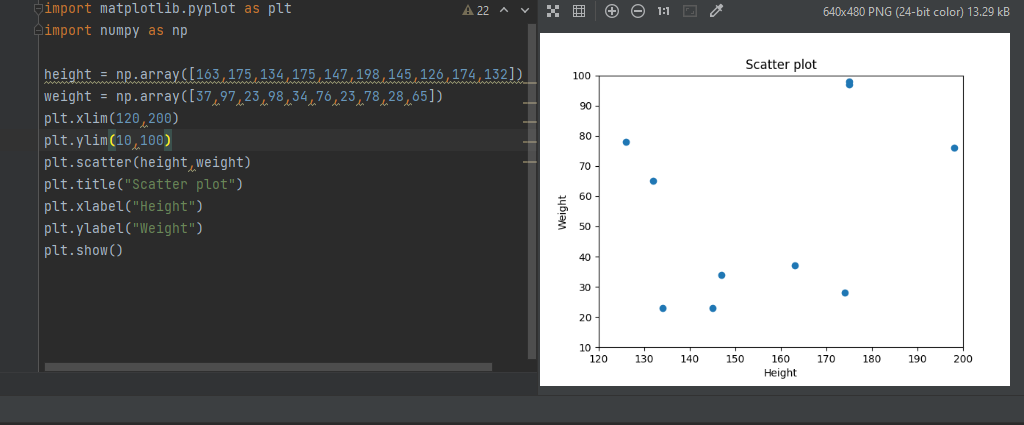 import matplotlib.pyplot as plt
22
import numpy as np
height = np.array([163,175,134,175,147,198,145,126,174,132])
weight = np.array([37,97,23,98,34,76,23,78,28,65])
plt.xlim(120,200)
plt.ylim(10,100)
plt.scatter(height,weight)
plt.title("Scatter plot")
plt.xlabel("Height")
plt.ylabel("Weight")
plt.show()
1:1
640x480 PNG (24-bit color) 13.29 kB
Scatter plot
100
90
80
70
60
50
40
30
20
10
Weight
120 130 140 150 160 170 180 190 200
Height